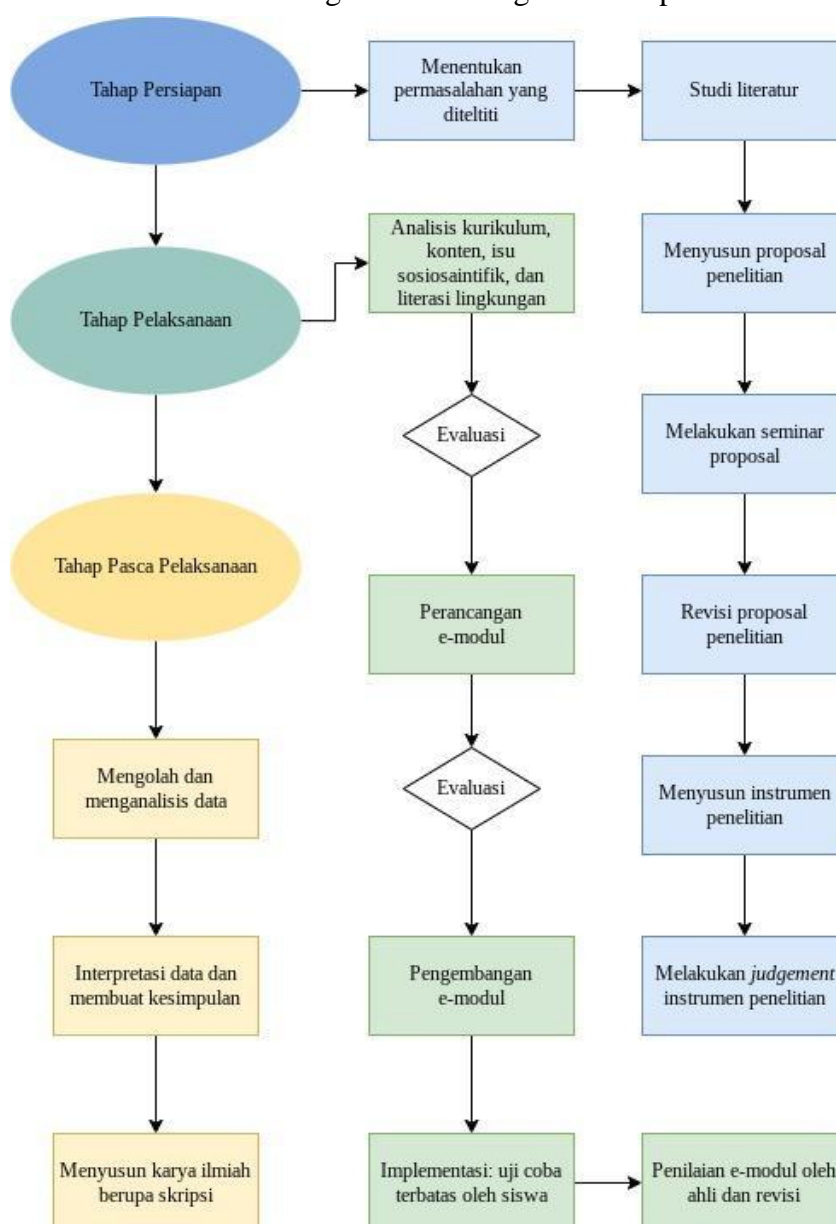 Tahap Persiapan
Menentukan
permasalahan yang
diteltiti
Studi literatur
Tahap Pelaksanaan
Analisis kurikulum,
konten, isu
sosiosaintifik, dan
literasi lingkungan
Menyusun proposal
penelitian
Evaluasi
Melakukan seminar
proposal
Tahap Pasca Pelaksanaan
Perancangan
e-modul
Revisi proposal
penelitian
Mengolah dan
menganalisis data
Evaluasi
Menyusun instrumen
penelitian
Interpretasi data dan
membuat kesimpulan
Pengembangan
e-modul
Melakukan judgement
instrumen penelitian
Menyusun karya ilmiah
berupa skripsi
Implementasi: uji coba
terbatas oleh siswa
Penilaian e-modul oleh
ahli dan revisi